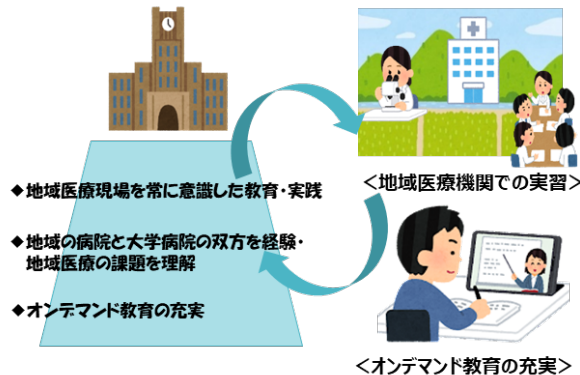 ◆地域医療現場を常に意識した教育・実践
◆地域の病院と大学病院の双方を経験・
地域医療の課題を理解
◆オンデマンド教育の充実
＜地域医療機関での実習＞
＜オンデマンド教育の充実＞